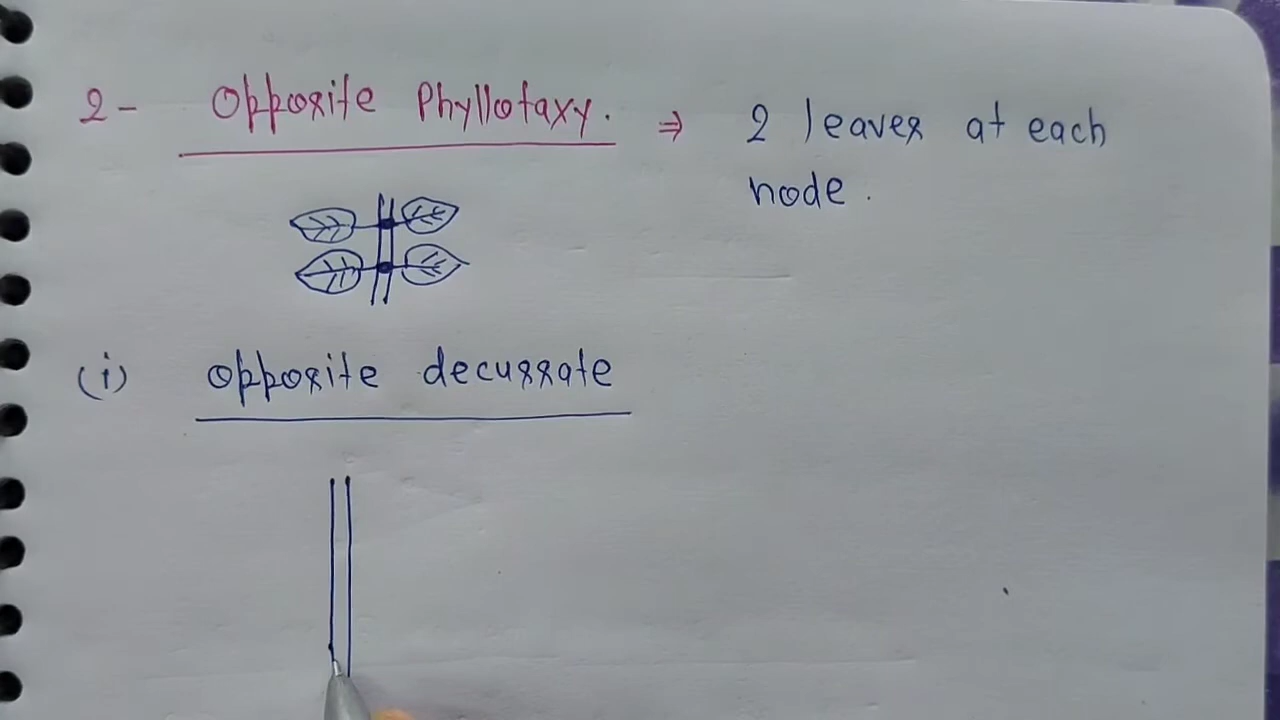 2- Opposite Phyllotaxy. ⇒ 2 leaves at each
node.
(i) opposite decussate